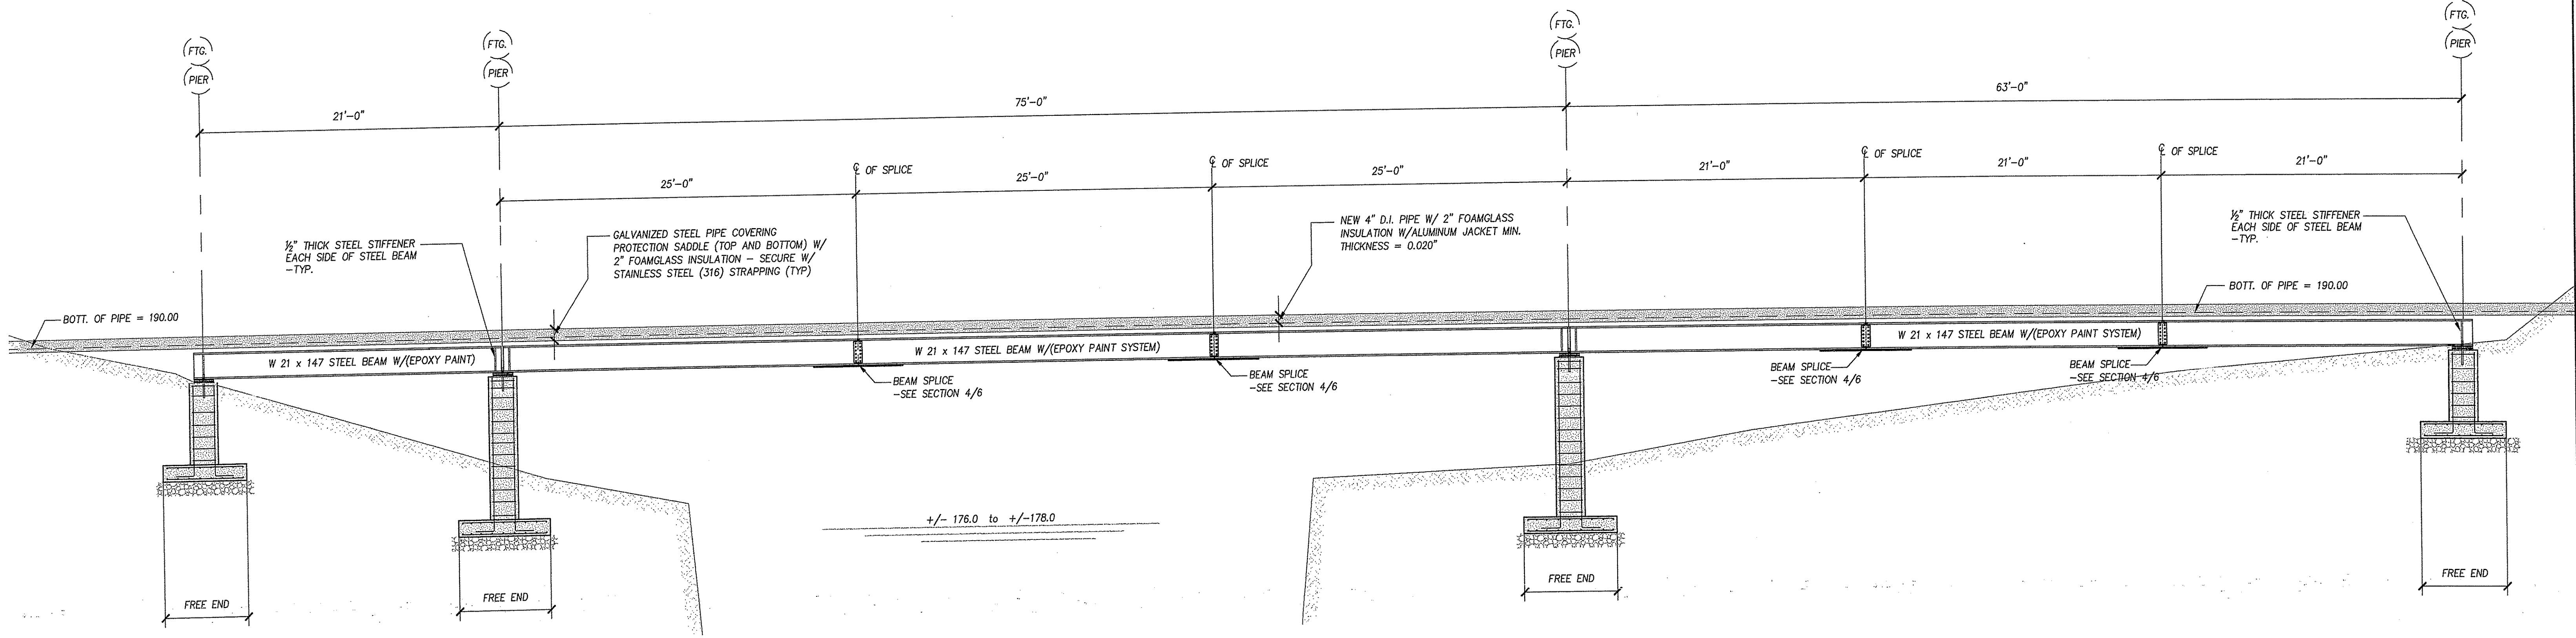 FTG.
PIER
FTG.
PIER
FTG.
PIER
FTG.
PIER
21'-0"
75'-0"
63'-0"
25'-0"
℄ OF SPLICE
25'-0"
℄ OF SPLICE
25'-0"
21'-0"
℄ OF SPLICE
21'-0"
℄ OF SPLICE
21'-0"
½" THICK STEEL STIFFENER
EACH SIDE OF STEEL BEAM
-TYP.
GALVANIZED STEEL PIPE COVERING
PROTECTION SADDLE (TOP AND BOTTOM) W/
2" FOAMGLASS INSULATION - SECURE W/
STAINLESS STEEL (316) STRAPPING (TYP)
NEW 4" D.I. PIPE W/ 2" FOAMGLASS
INSULATION W/ALUMINUM JACKET MIN.
THICKNESS = 0.020"
½" THICK STEEL STIFFENER
EACH SIDE OF STEEL BEAM
-TYP.
BOTT. OF PIPE = 190.00
BOTT. OF PIPE = 190.00
W 21 x 147 STEEL BEAM W/(EPOXY PAINT)
W 21 x 147 STEEL BEAM W/(EPOXY PAINT SYSTEM)
W 21 x 147 STEEL BEAM W/(EPOXY PAINT SYSTEM)
BEAM SPLICE
-SEE SECTION 4/6
BEAM SPLICE
-SEE SECTION 4/6
BEAM SPLICE
-SEE SECTION 4/6
BEAM SPLICE
-SEE SECTION 4/6
+/- 176.0 to +/-178.0
FREE END
FREE END
FREE END
FREE END